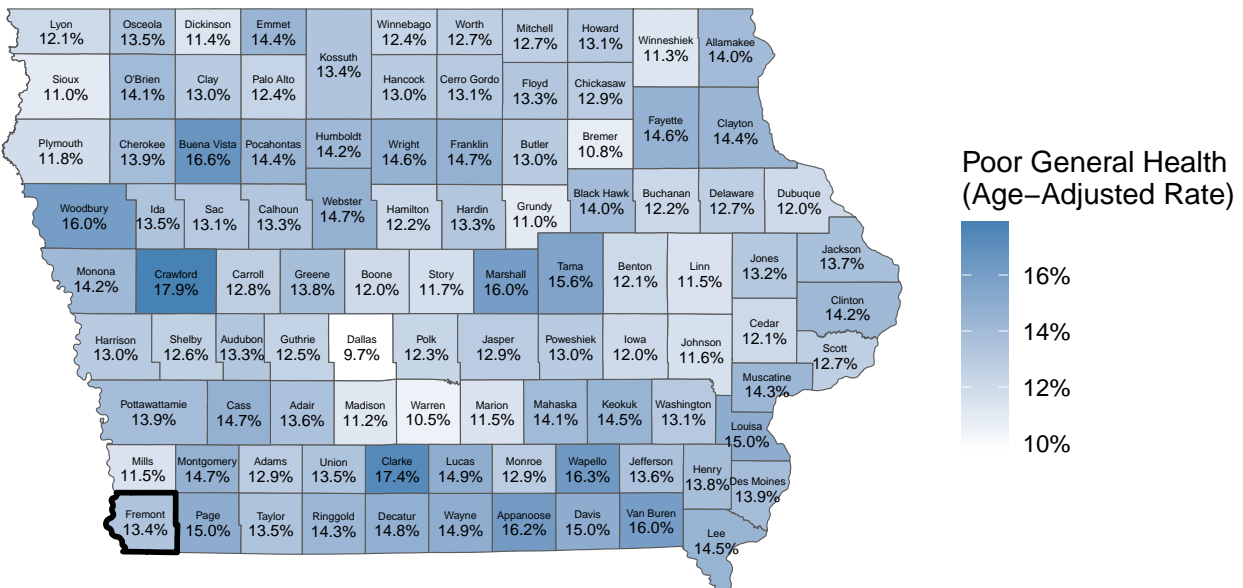 Lyon
12.1%
Osceola
13.5%
Dickinson
11.4%
Emmet
14.4%
Kossuth
13.4%
Winnebago
12.4%
Worth
12.7%
Mitchell
12.7%
Howard
13.1%
Winneshiek
11.3%
Allamakee
14.0%
Sioux
11.0%
O'Brien
14.1%
Clay
13.0%
Palo Alto
12.4%
Hancock
13.0%
Cerro Gordo
13.1%
Floyd
13.3%
Chickasaw
12.9%
Plymouth
11.8%
Cherokee
13.9%
Buena Vista
16.6%
Pocahontas
14.4%
Humboldt
14.2%
Wright
14.6%
Franklin
14.7%
Butler
13.0%
Bremer
10.8%
Fayette
14.6%
Clayton
14.4%
Woodbury
16.0%
Ida
13.5%
Sac
13.1%
Calhoun
13.3%
Webster
14.7%
Hamilton
12.2%
Hardin
13.3%
Grundy
11.0%
Black Hawk
14.0%
Buchanan
12.2%
Delaware
12.7%
Dubuque
12.0%
Monona
14.2%
Crawford
17.9%
Carroll
12.8%
Greene
13.8%
Boone
12.0%
Story
11.7%
Marshall
16.0%
Tama
15.6%
Benton
12.1%
Linn
11.5%
Jones
13.2%
Jackson
13.7%
Clinton
14.2%
Harrison
13.0%
Shelby
12.6%
Audubon
13.3%
Guthrie
12.5%
Dallas
9.7%
Polk
12.3%
Jasper
12.9%
Poweshiek
13.0%
Iowa
12.0%
Johnson
11.6%
Cedar
12.1%
Scott
12.7%
Muscatine
14.3%
Pottawattamie
13.9%
Cass
14.7%
Adair
13.6%
Madison
11.2%
Warren
10.5%
Marion
11.5%
Mahaska
14.1%
Keokuk
14.5%
Washington
13.1%
Louisa
15.0%
Mills
11.5%
Montgomery
14.7%
Adams
12.9%
Union
13.5%
Clarke
17.4%
Lucas
14.9%
Monroe
12.9%
Wapello
16.3%
Jefferson
13.6%
Henry
13.8%
Des Moines
13.9%
Fremont
13.4%
Page
15.0%
Taylor
13.5%
Ringgold
14.3%
Decatur
14.8%
Wayne
14.9%
Appanoose
16.2%
Davis
15.0%
Van Buren
16.0%
Lee
14.5%
Poor General Health
(Age−Adjusted Rate)
16%
14%
12%
10%